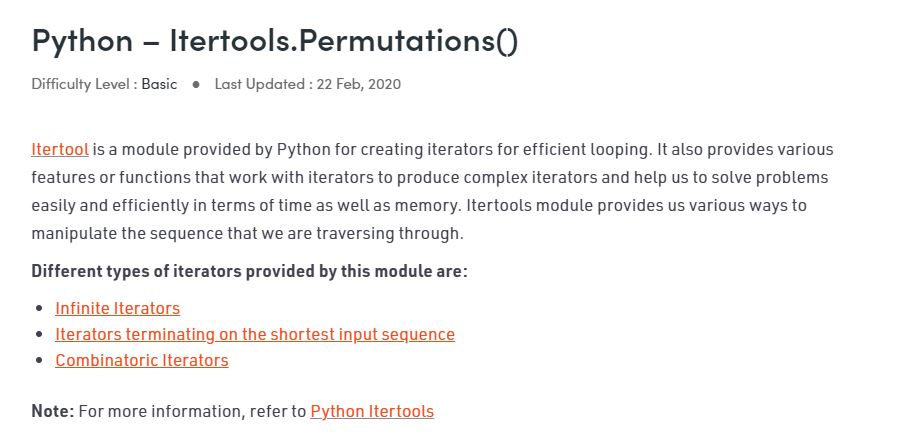 Python – Itertools.Permutations()
Difficulty Level : Basic ● Last Updated : 22 Feb, 2020
Itertool is a module provided by Python for creating iterators for efficient looping. It also provides various
features or functions that work with iterators to produce complex iterators and help us to solve problems
easily and efficiently in terms of time as well as memory. Itertools module provides us various ways to
manipulate the sequence that we are traversing through.
Different types of iterators provided by this module are:
• Infinite Iterators
• Iterators terminating on the shortest input sequence
• Combinatoric Iterators
Note: For more information, refer to Python Itertools